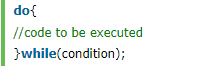 do{
//code to be executed
}while(condition);